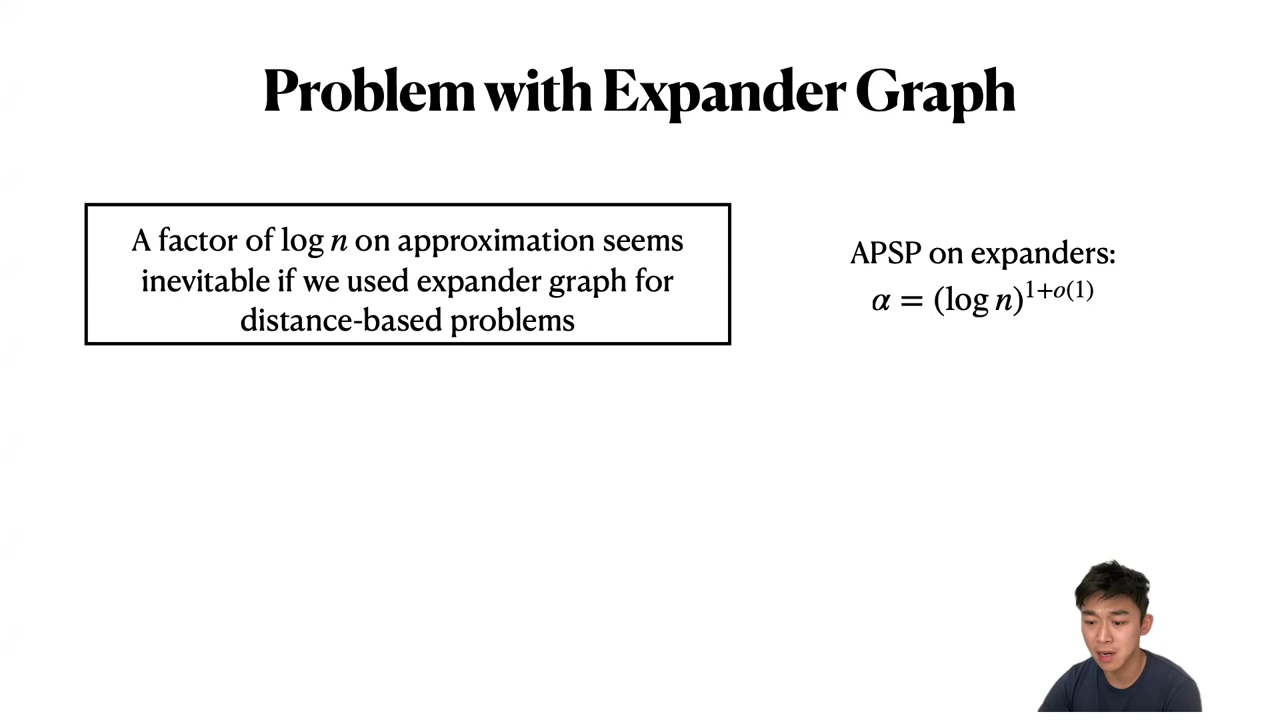 Problem with Expander Graph
A factor of log n on approximation seems
inevitable if we used expander graph for
distance-based problems
APSP on expanders:
α = (log n)^{1+o(1)}